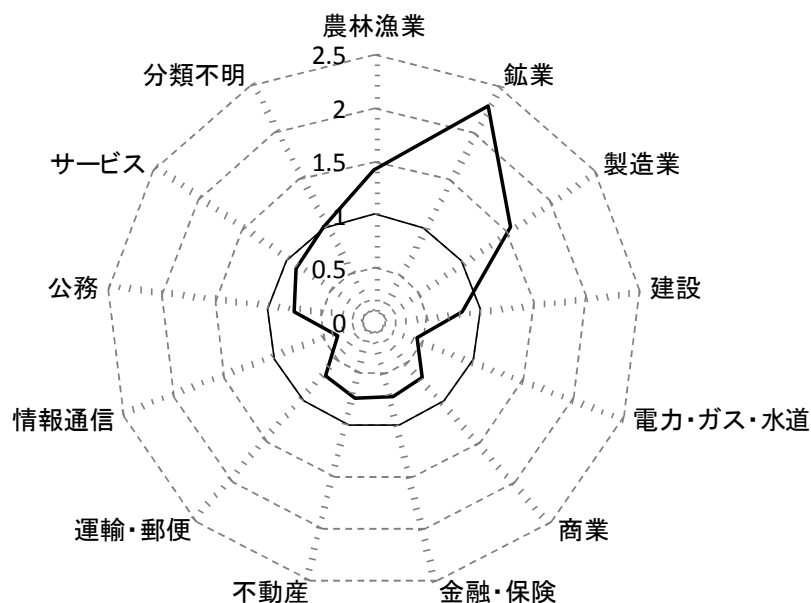 農林漁業
鉱業
製造業
建設
電力・ガス・水道
商業
金融・保険
不動産
運輸・郵便
情報通信
公務
サービス
分類不明
2.5
2
1.5
1
0.5
0